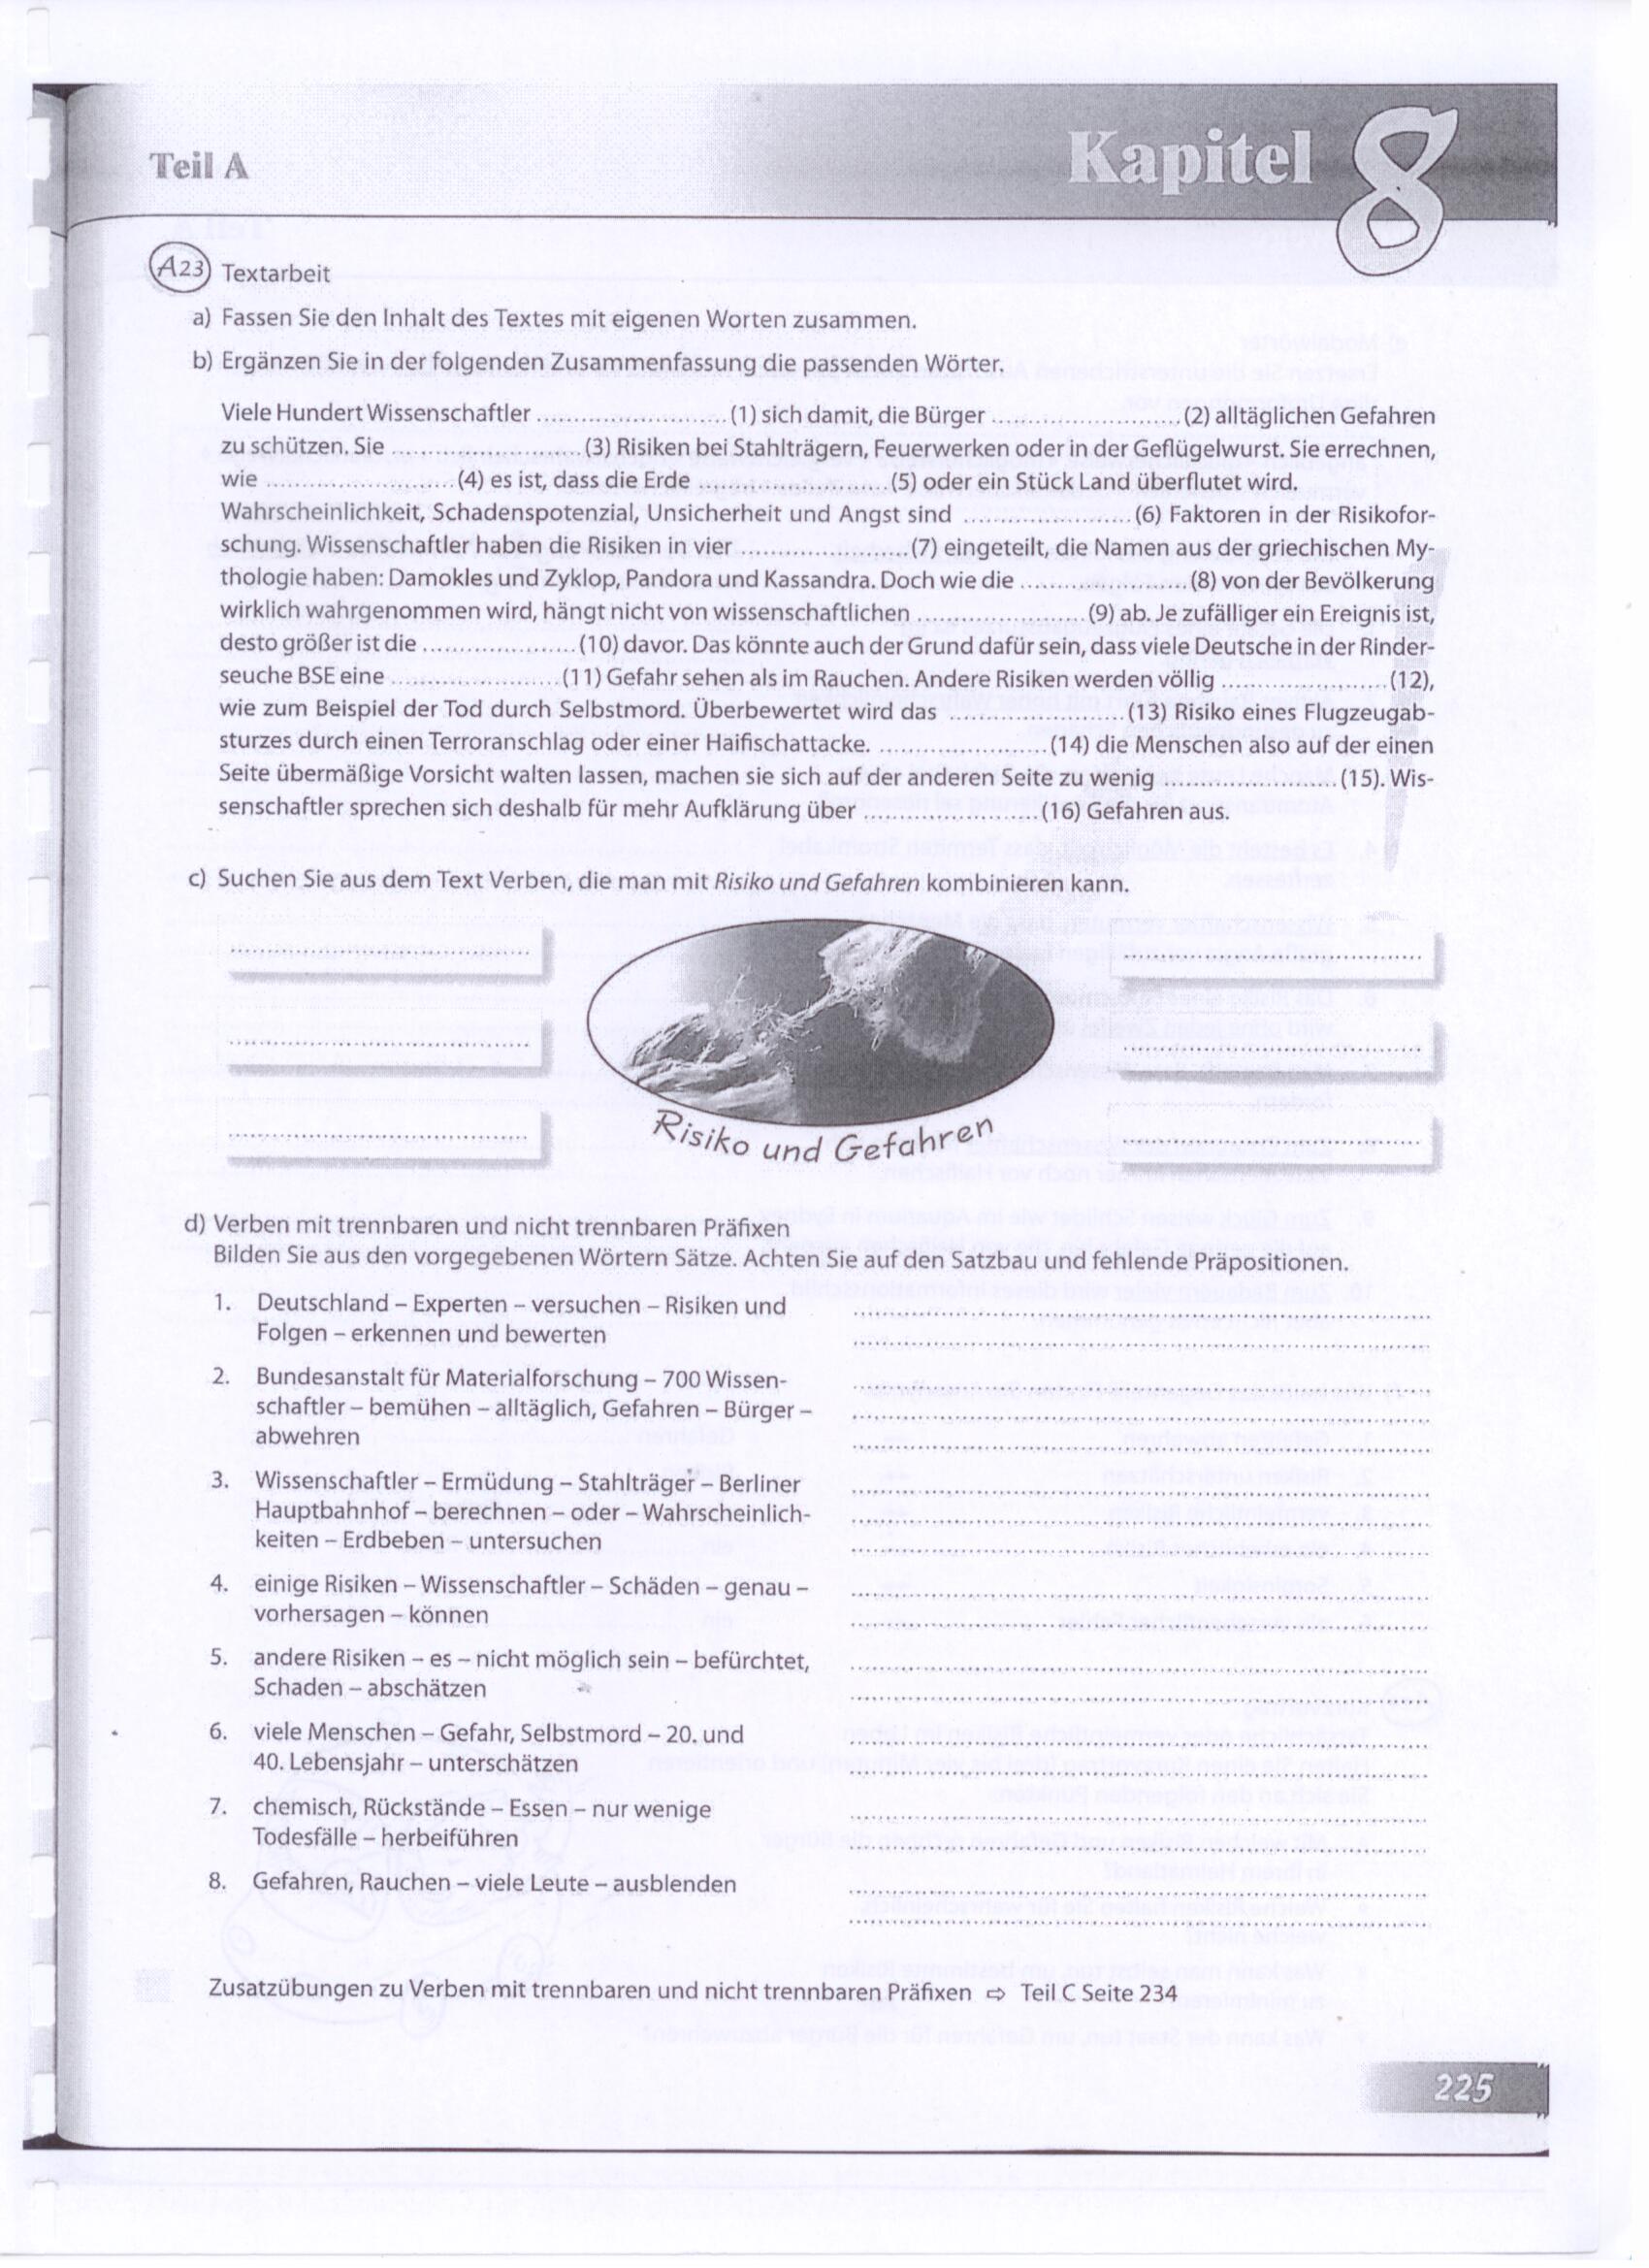 Teil A
Kapitel 8
A23 Textarbeit
a) Fassen Sie den Inhalt des Textes mit eigenen Worten zusammen.
b) Ergänzen Sie in der folgenden Zusammenfassung die passenden Wörter.
Viele Hundert Wissenschaftler ........................ (1) sich damit, die Bürger ........................ (2) alltäglichen Gefahren
zu schützen. Sie ........................ (3) Risiken bei Stahlträgern, Feuerwerken oder in der Geflügelwurst. Sie errechnen,
wie ........................ (4) es ist, dass die Erde ........................ (5) oder ein Stück Land überflutet wird.
Wahrscheinlichkeit, Schadenspotenzial, Unsicherheit und Angst sind ..................... (6) Faktoren in der Risikofor-
schung. Wissenschaftler haben die Risiken in vier ..................... (7) eingeteilt, die Namen aus der griechischen My-
thologie haben: Damokles und Zyklop, Pandora und Kassandra. Doch wie die ..................... (8) von der Bevölkerung
wirklich wahrgenommen wird, hängt nicht von wissenschaftlichen ..................... (9) ab. Je zufälliger ein Ereignis ist,
desto größer ist die ................... (10) davor. Das könnte auch der Grund dafür sein, dass viele Deutsche in der Rinder-
seuche BSE eine ..................... (11) Gefahr sehen als im Rauchen. Andere Risiken werden völlig ..................... (12),
wie zum Beispiel der Tod durch Selbstmord. Überbewertet wird das ...................... (13) Risiko eines Flugzeugab-
sturzes durch einen Terroranschlag oder einer Haifischattacke. ..................... (14) die Menschen also auf der einen
Seite übermäßige Vorsicht walten lassen, machen sie sich auf der anderen Seite zu wenig ..................... (15). Wis-
senschaftler sprechen sich deshalb für mehr Aufklärung über ...................... (16) Gefahren aus.
c) Suchen Sie aus dem Text Verben, die man mit Risiko und Gefahren kombinieren kann.
Risiko und Gefahren
d) Verben mit trennbaren und nicht trennbaren Präfixen
Bilden Sie aus den vorgegebenen Wörtern Sätze. Achten Sie auf den Satzbau und fehlende Präpositionen.
1. Deutschland – Experten – versuchen – Risiken und
Folgen – erkennen und bewerten
2. Bundesanstalt für Materialforschung – 700 Wissen-
schaftler – bemühen – alltäglich, Gefahren – Bürger –
abwehren
3. Wissenschaftler – Ermüdung – Stahlträger – Berliner
Hauptbahnhof – berechnen – oder – Wahrscheinlich-
keiten – Erdbeben – untersuchen
4. einige Risiken – Wissenschaftler – Schäden – genau –
vorhersagen – können
5. andere Risiken – es – nicht möglich sein – befürchtet,
Schaden – abschätzen
6. viele Menschen – Gefahr, Selbstmord – 20. und
40. Lebensjahr – unterschätzen
7. chemisch, Rückstände – Essen – nur wenige
Todesfälle – herbeiführen
8. Gefahren, Rauchen – viele Leute – ausblenden
Zusatzübungen zu Verben mit trennbaren und nicht trennbaren Präfixen ⇨ Teil C Seite 234
225